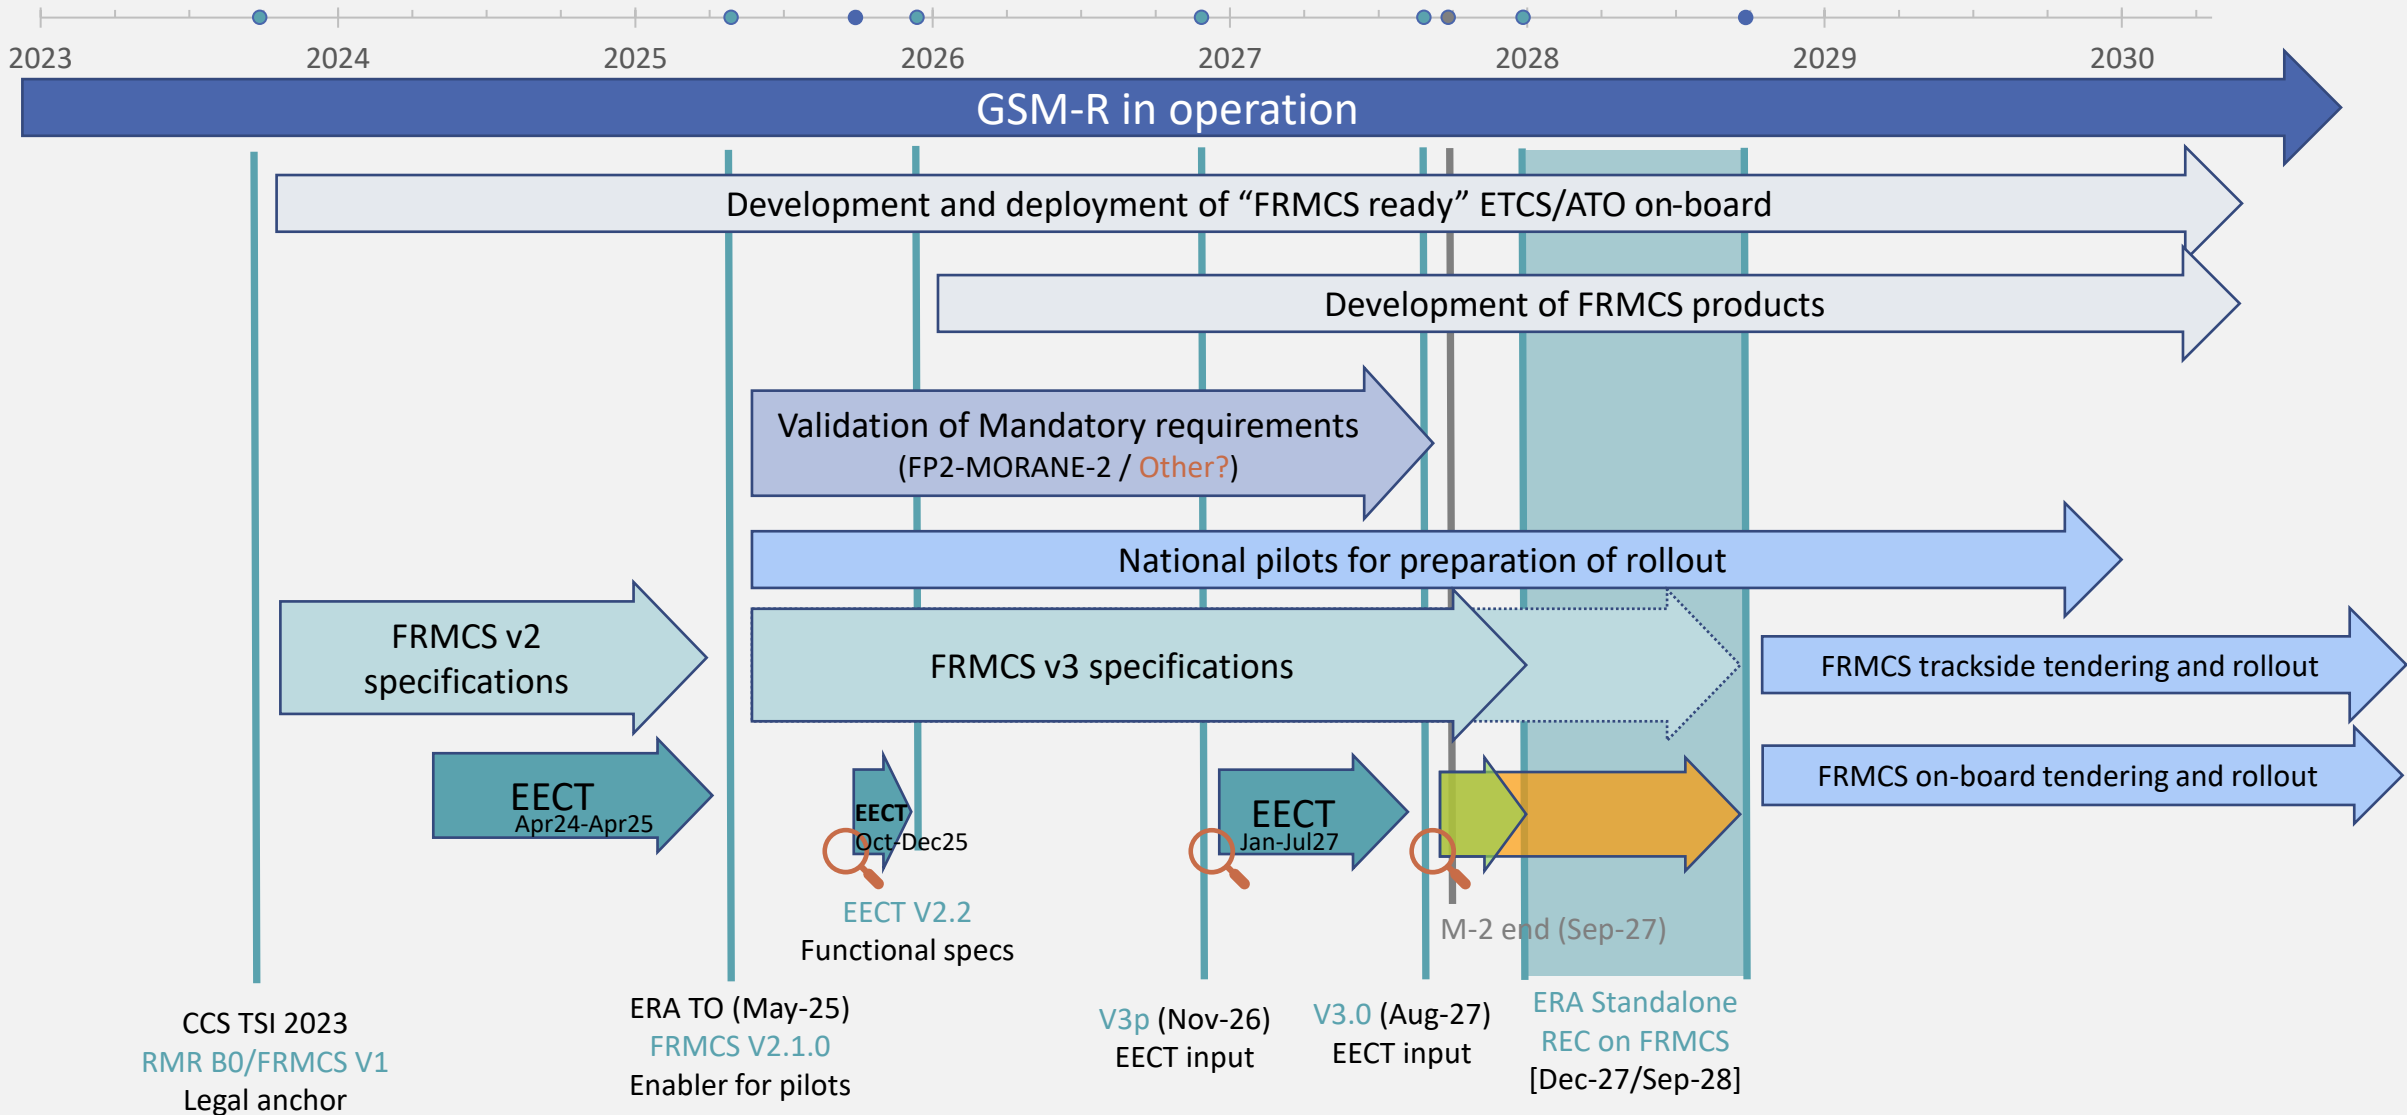 2023
2024
2025
2026
2027
2028
2029
2030
GSM-R in operation
Development and deployment of “FRMCS ready” ETCS/ATO on-board
Development of FRMCS products
Validation of Mandatory requirements
(FP2-MORANE-2 / Other?)
National pilots for preparation of rollout
FRMCS v2
specifications
FRMCS v3 specifications
FRMCS trackside tendering and rollout
FRMCS on-board tendering and rollout
EECT
Apr24-Apr25
EECT
Oct-Dec25
EECT
Jan-Jul27
EECT V2.2
Functional specs
M-2 end (Sep-27)
CCS TSI 2023
RMR B0/FRMCS V1
Legal anchor
ERA TO (May-25)
FRMCS V2.1.0
Enabler for pilots
V3p (Nov-26)
EECT input
V3.0 (Aug-27)
EECT input
ERA Standalone
REC on FRMCS
[Dec-27/Sep-28]